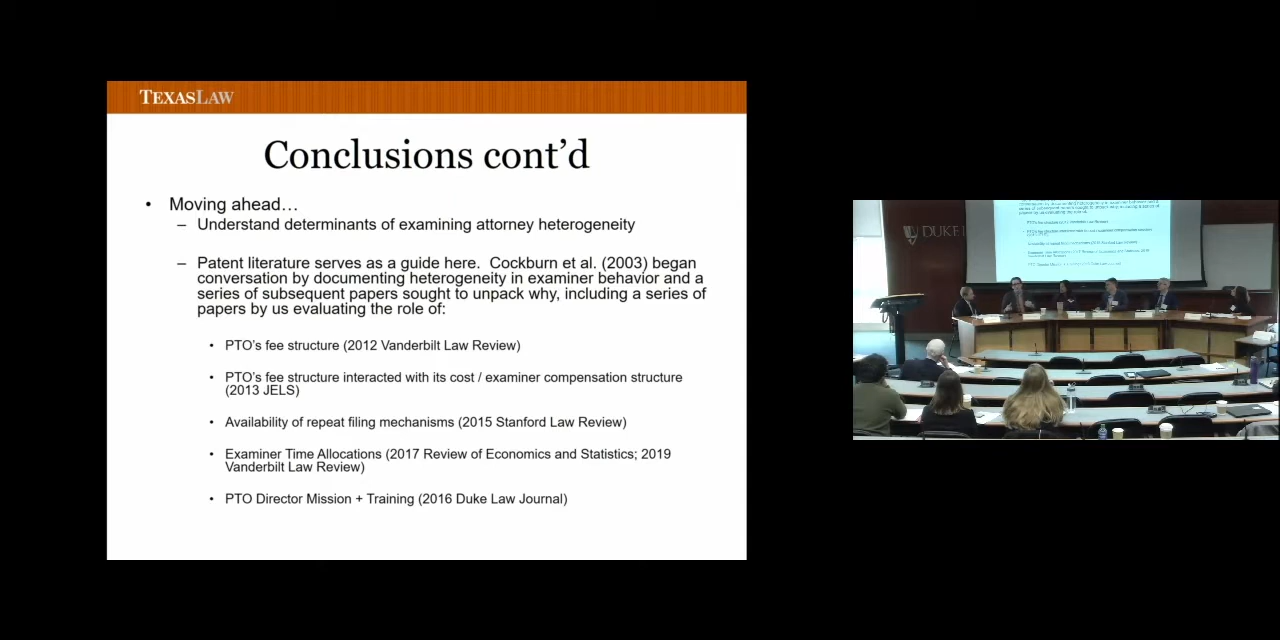 TEXASLAW
Conclusions cont'd
• Moving ahead…
– Understand determinants of examining attorney heterogeneity
– Patent literature serves as a guide here. Cockburn et al. (2003) began
conversation by documenting heterogeneity in examiner behavior and a
series of subsequent papers sought to unpack why, including a series of
papers by us evaluating the role of:
• PTO's fee structure (2012 Vanderbilt Law Review)
• PTO's fee structure interacted with its cost / examiner compensation structure
(2013 JELS)
• Availability of repeat filing mechanisms (2015 Stanford Law Review)
• Examiner Time Allocations (2017 Review of Economics and Statistics; 2019
Vanderbilt Law Review)
• PTO Director Mission + Training (2016 Duke Law Journal)
DUKE